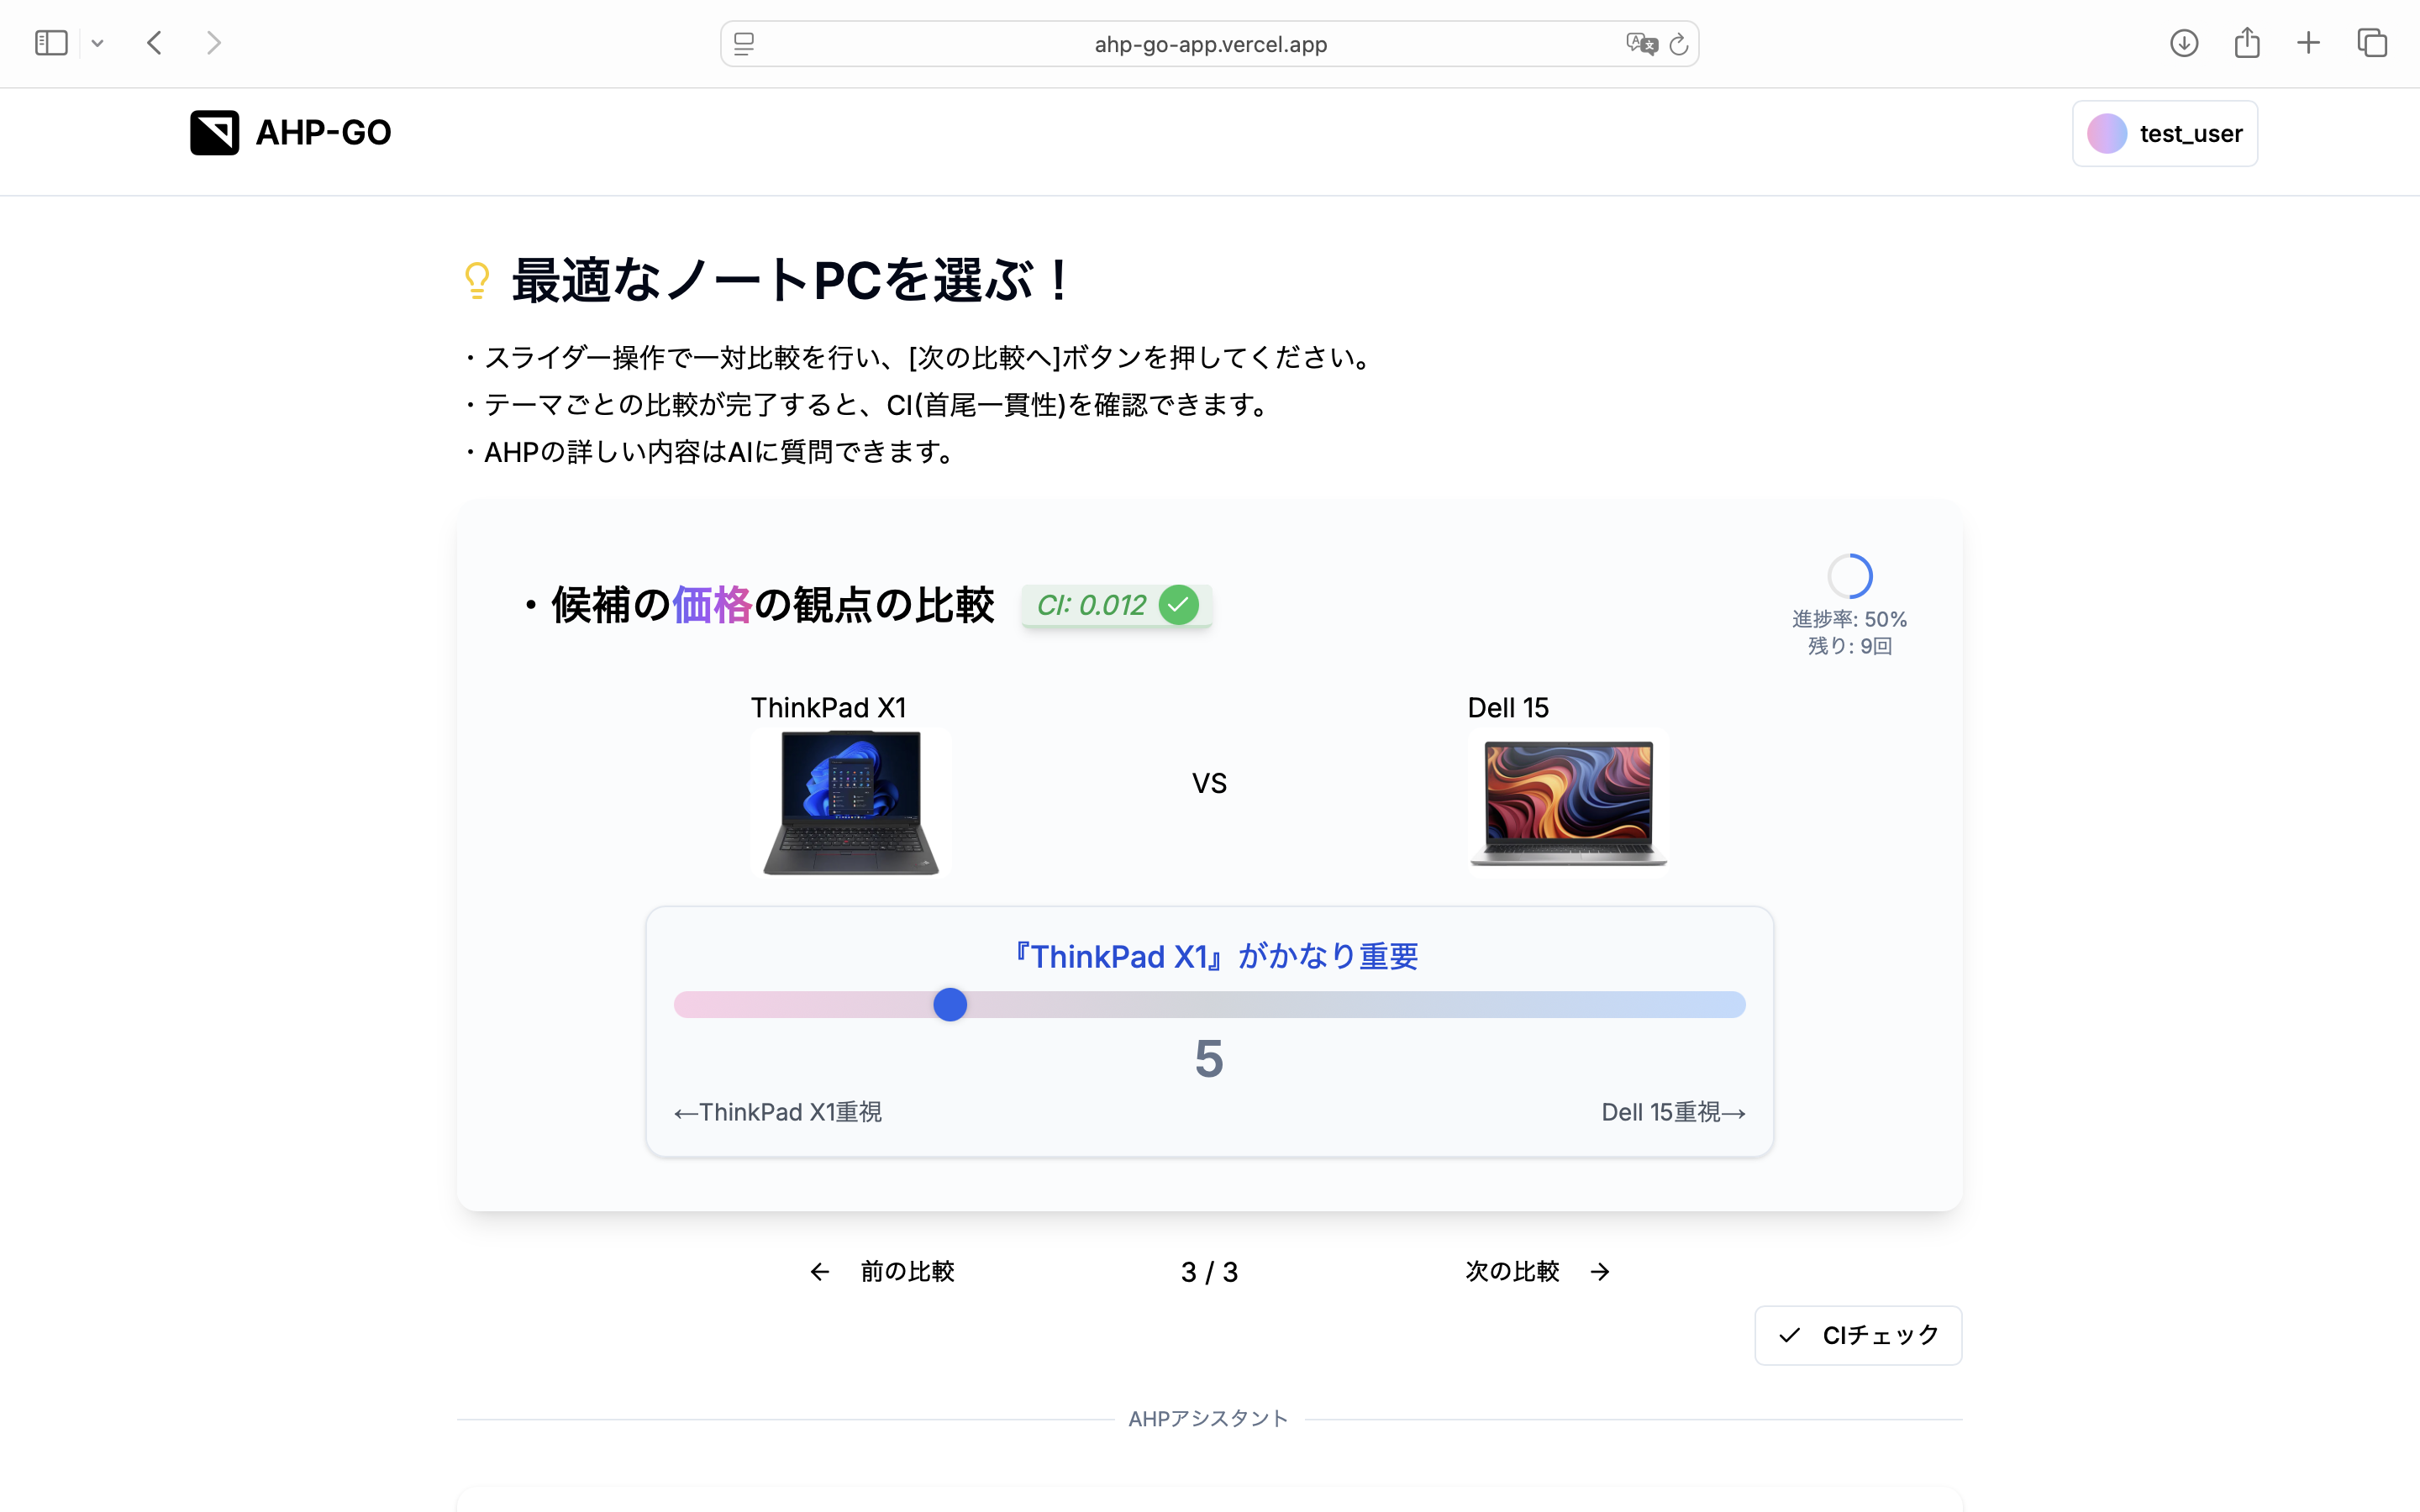 ahp-go-app.vercel.app
AHP-GO
test_user
最適なノートPCを選ぶ！
・スライダー操作で一対比較を行い、[次の比較へ]ボタンを押してください。
・テーマごとの比較が完了すると、CI(首尾一貫性)を確認できます。
・AHPの詳しい内容はAIに質問できます。
・候補の価格の観点の比較
CI: 0.012
進捗率: 50%
残り: 9回
ThinkPad X1
VS
Dell 15
『ThinkPad X1』がかなり重要
5
←ThinkPad X1重視
Dell 15重視→
← 前の比較
3 / 3
次の比較 →
CIチェック
AHPアシスタント